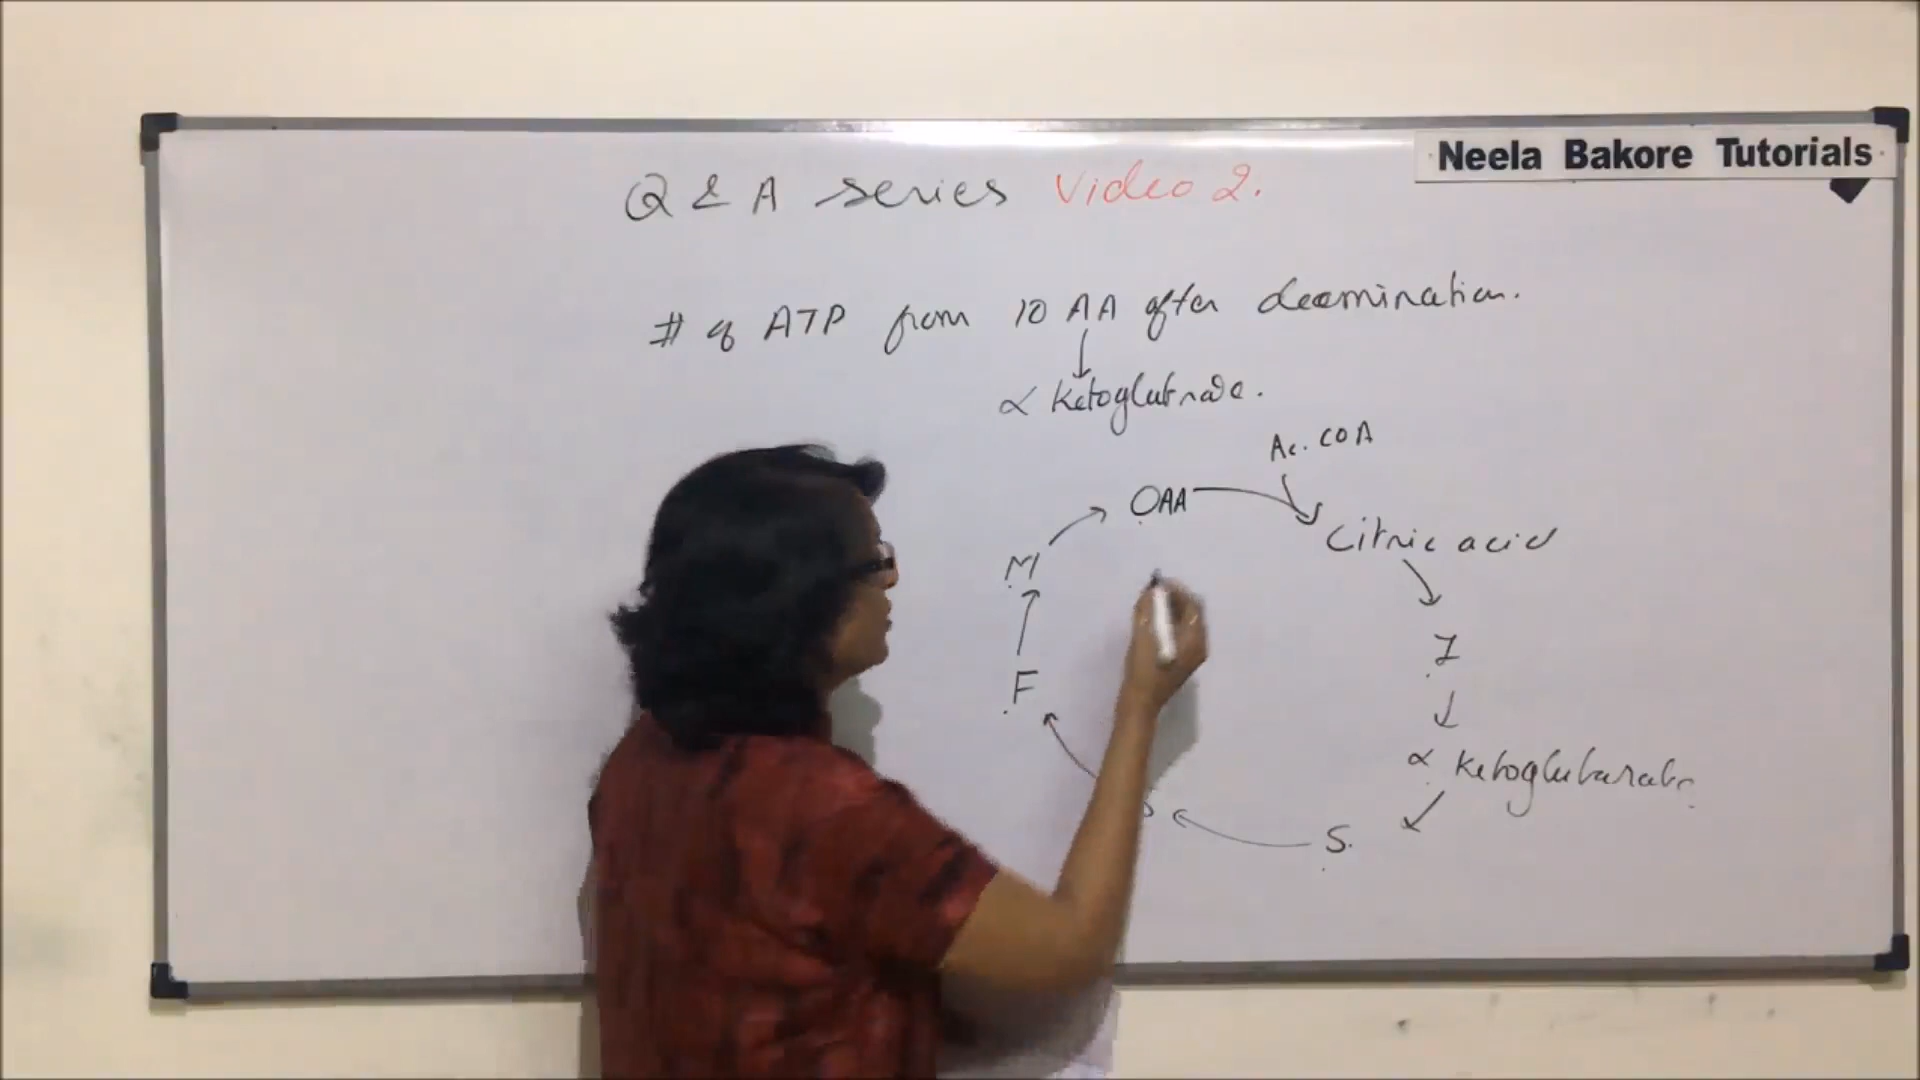 Neela Bakore Tutorials
Q & A series Video 2.
# of ATP from 10 AA after deamination.
α ketoglutrate.
Ac. COA
OAA
Citric acid
M
I
F
α ketoglutarate
S
S.